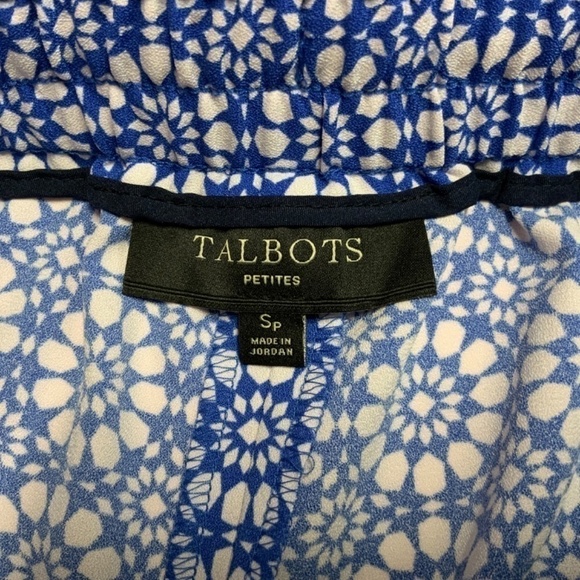 TALBOTS
PETITES
SP
MADE IN
JORDAN